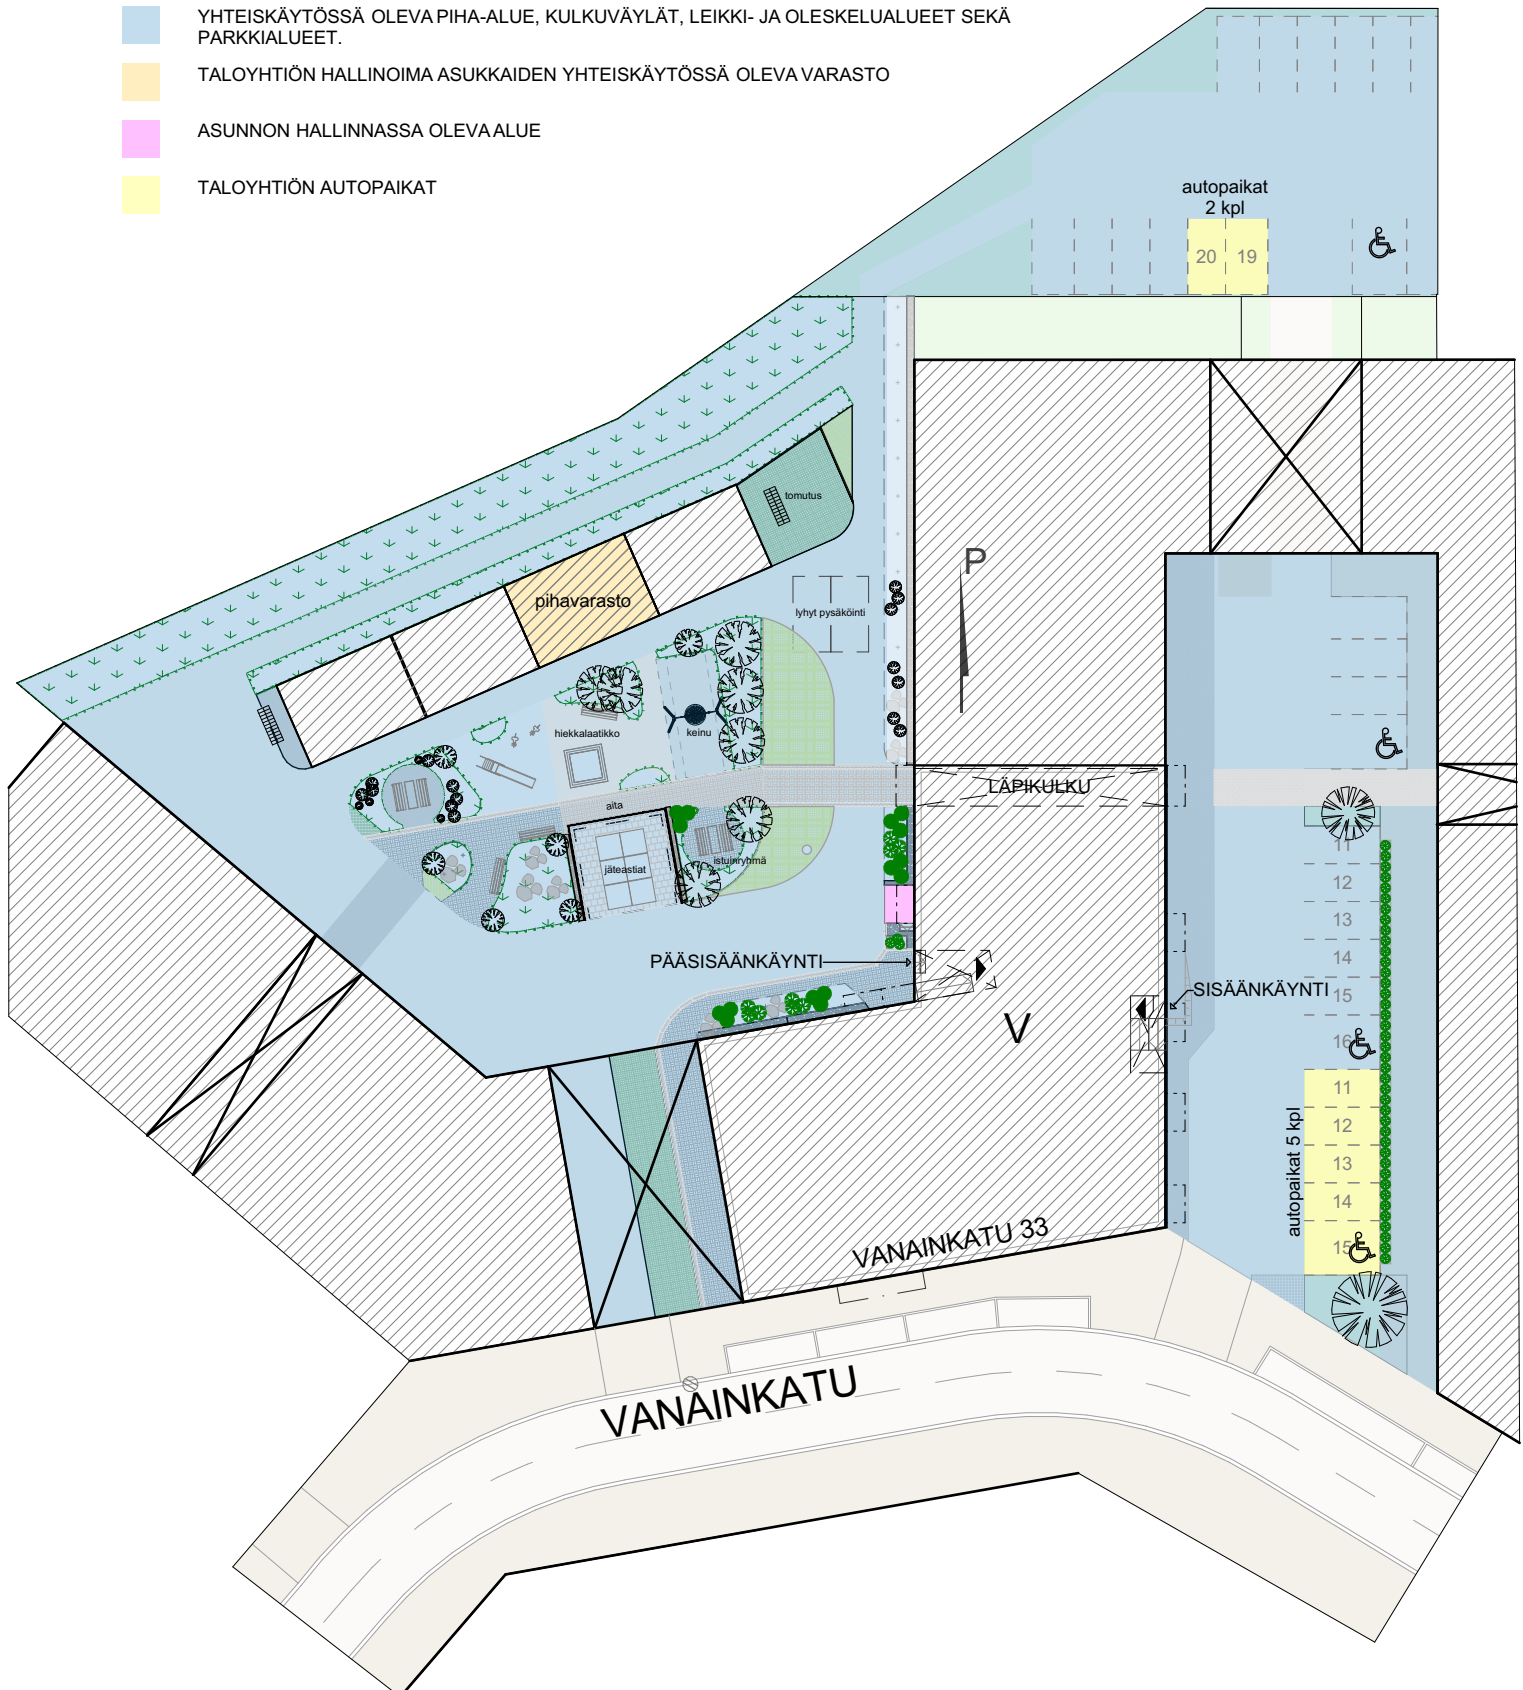 YHTEISKÄYTÖSSÄ OLEVA PIHA-ALUE, KULKUVÄYLÄT, LEIKKI- JA OLESKELUALUEET SEKÄ
PARKKIALUEET.
TALOYHTIÖN HALLINOIMA ASUKKAIDEN YHTEISKÄYTÖSSÄ OLEVA VARASTO
ASUNNON HALLINNASSA OLEVA ALUE
TALOYHTIÖN AUTOPAIKAT
autopaikat
2 kpl
20
19
tomutus
P
pihavarasto
lyhyt pysäköinti
hiekkalaatikko
keinu
LÄPIKULKU
aita
istuinryhmä
jäteastiat
11
12
13
14
15
16
PÄÄSISÄÄNKÄYNTI
SISÄÄNKÄYNTI
V
autopaikat 5 kpl
11
12
13
14
15
VANAINKATU 33
VANAINKATU